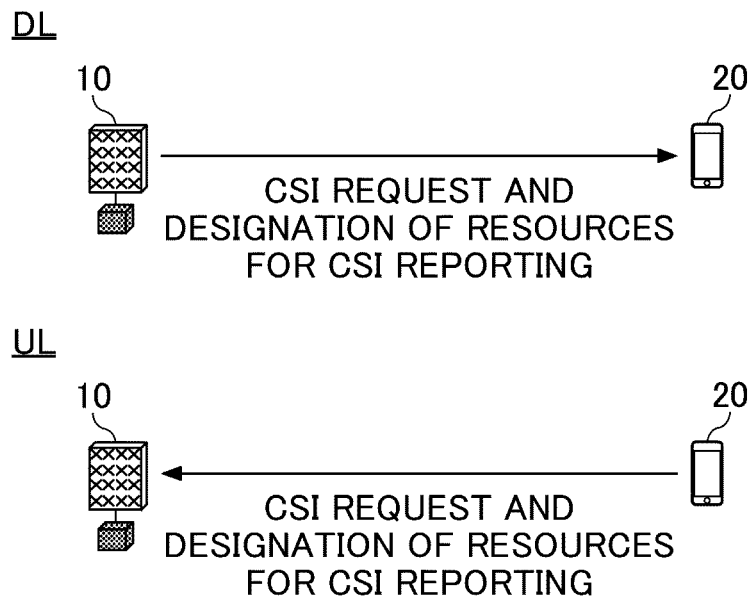 DL
10
20
CSI REQUEST AND
DESIGNATION OF RESOURCES
FOR CSI REPORTING
UL
10
20
CSI REQUEST AND
DESIGNATION OF RESOURCES
FOR CSI REPORTING